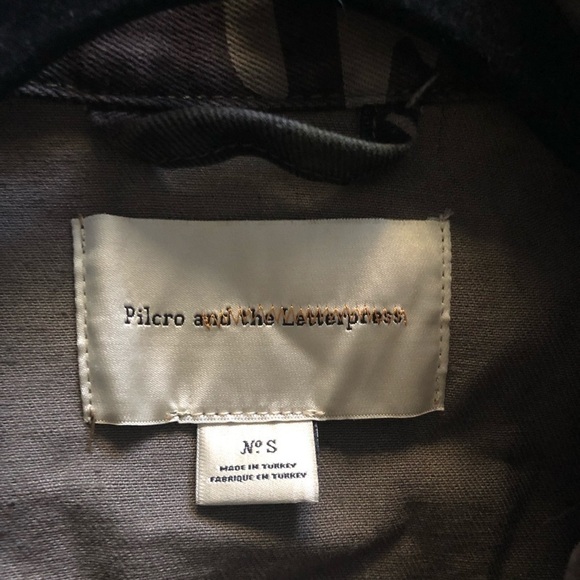 Pilcro and the Letterpress
Nº S
MADE IN TURKEY
FABRIQUE EN TURKEY